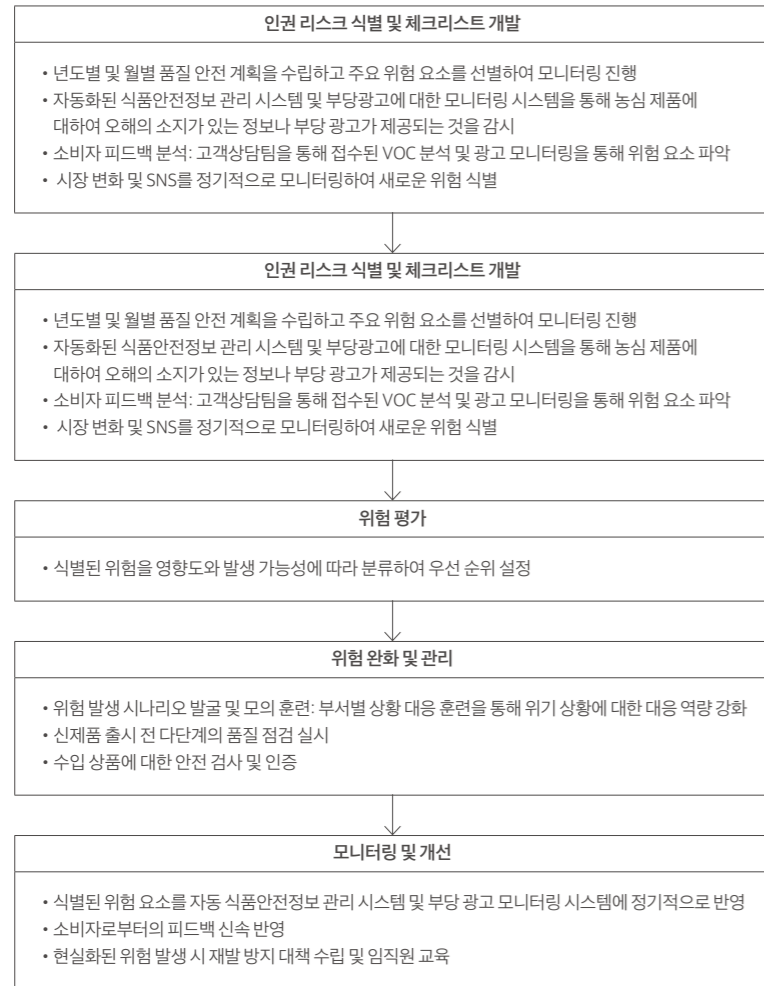 인권 리스크 식별 및 체크리스트 개발
• 년도별 및 월별 품질 안전 계획을 수립하고 주요 위험 요소를 선별하여 모니터링 진행
• 자동화된 식품안전정보 관리 시스템 및 부당광고에 대한 모니터링 시스템을 통해 농심 제품에
대하여 오해의 소지가 있는 정보나 부당 광고가 제공되는 것을 감시
• 소비자 피드백 분석: 고객상담팀을 통해 접수된 VOC 분석 및 광고 모니터링을 통해 위험 요소 파악
• 시장 변화 및 SNS를 정기적으로 모니터링하여 새로운 위험 식별
인권 리스크 식별 및 체크리스트 개발
• 년도별 및 월별 품질 안전 계획을 수립하고 주요 위험 요소를 선별하여 모니터링 진행
• 자동화된 식품안전정보 관리 시스템 및 부당광고에 대한 모니터링 시스템을 통해 농심 제품에
대하여 오해의 소지가 있는 정보나 부당 광고가 제공되는 것을 감시
• 소비자 피드백 분석: 고객상담팀을 통해 접수된 VOC 분석 및 광고 모니터링을 통해 위험 요소 파악
• 시장 변화 및 SNS를 정기적으로 모니터링하여 새로운 위험 식별
위험 평가
• 식별된 위험을 영향도와 발생 가능성에 따라 분류하여 우선 순위 설정
위험 완화 및 관리
• 위험 발생 시나리오 발굴 및 모의 훈련: 부서별 상황 대응 훈련을 통해 위기 상황에 대한 대응 역량 강화
• 신제품 출시 전 다단계의 품질 점검 실시
• 수입 상품에 대한 안전 검사 및 인증
모니터링 및 개선
• 식별된 위험 요소를 자동 식품안전정보 관리 시스템 및 부당 광고 모니터링 시스템에 정기적으로 반영
• 소비자로부터의 피드백 신속 반영
• 현실화된 위험 발생 시 재발 방지 대책 수립 및 임직원 교육